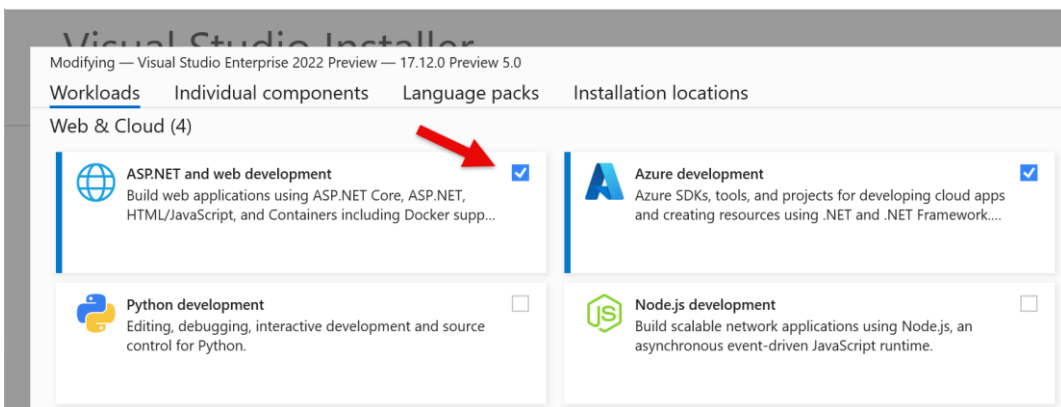 Visual Studio Installer
Modifying — Visual Studio Enterprise 2022 Preview — 17.12.0 Preview 5.0
Workloads Individual components Language packs Installation locations
Web & Cloud (4)
ASP.NET and web development
Build web applications using ASP.NET Core, ASP.NET,
HTML/JavaScript, and Containers including Docker supp...
Azure development
Azure SDKs, tools, and projects for developing cloud apps
and creating resources using .NET and .NET Framework....
Python development
Editing, debugging, interactive development and source
control for Python.
JS
Node.js development
Build scalable network applications using Node.js, an
asynchronous event-driven JavaScript runtime.